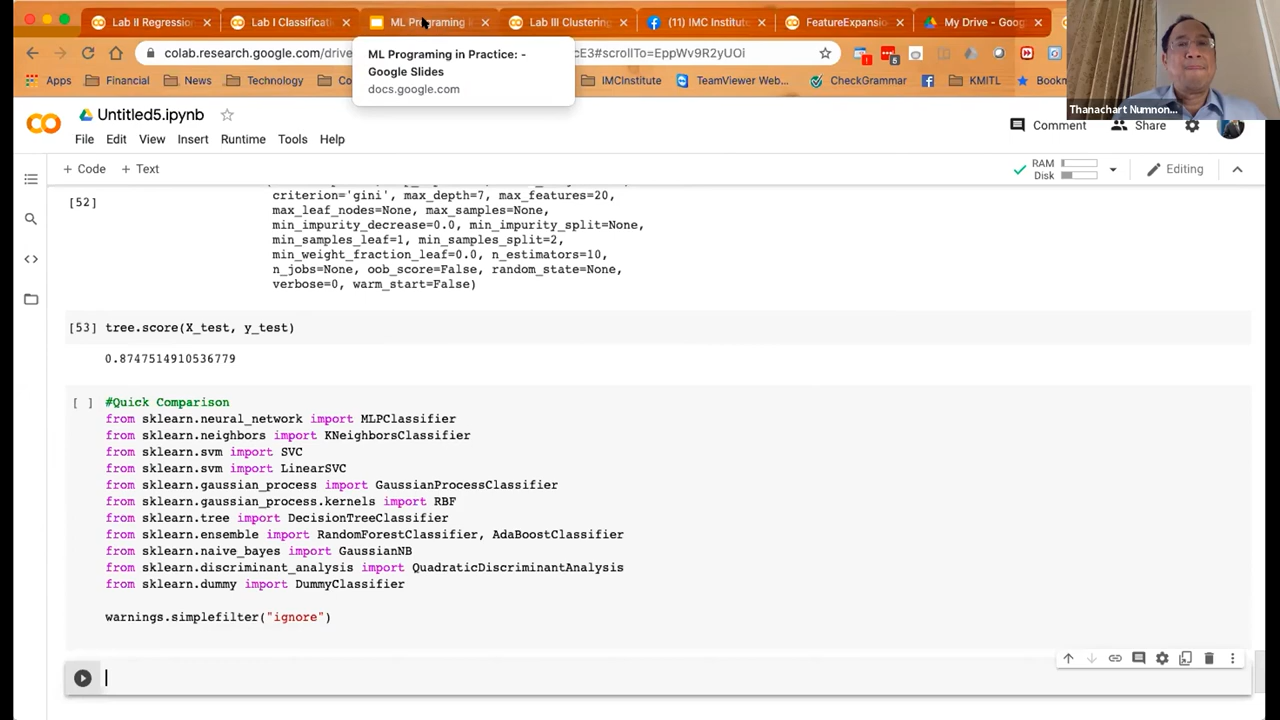 Lab II Regressi
Lab I Classificati
ML Programing i
Lab III Clustering
(11) IMC Institut
FeatureExpansio
My Drive - Goog
colab.research.google.com/drive
cE3#scrollTo=EppWv9R2yUOi
ML Programing in Practice: -
Google Slides
docs.google.com
Apps
Financial
News
Technology
IMCInstitute
TeamViewer Web...
CheckGrammar
KMITL
Book
Thanachart Numnon...
Untitled5.ipynb
File Edit View Insert Runtime Tools Help
Comment
Share
+ Code + Text
RAM
Disk
Editing
[52]
criterion='gini', max_depth=7, max_features=20,
max_leaf_nodes=None, max_samples=None,
min_impurity_decrease=0.0, min_impurity_split=None,
min_samples_leaf=1, min_samples_split=2,
min_weight_fraction_leaf=0.0, n_estimators=10,
n_jobs=None, oob_score=False, random_state=None,
verbose=0, warm_start=False)
[53] tree.score(X_test, y_test)
0.8747514910536779
[ ] #Quick Comparison
from sklearn.neural_network import MLPClassifier
from sklearn.neighbors import KNeighborsClassifier
from sklearn.svm import SVC
from sklearn.svm import LinearSVC
from sklearn.gaussian_process import GaussianProcessClassifier
from sklearn.gaussian_process.kernels import RBF
from sklearn.tree import DecisionTreeClassifier
from sklearn.ensemble import RandomForestClassifier, AdaBoostClassifier
from sklearn.naive_bayes import GaussianNB
from sklearn.discriminant_analysis import QuadraticDiscriminantAnalysis
from sklearn.dummy import DummyClassifier
warnings.simplefilter("ignore")